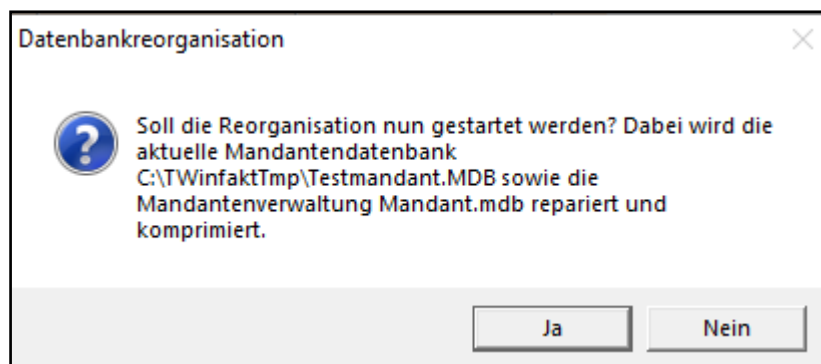 Datenbankreorganisation
Soll die Reorganisation nun gestartet werden? Dabei wird die
aktuelle Mandantendatenbank
C:\TWinfaktTmp\Testmandant.MDB sowie die
Mandantenverwaltung Mandant.mdb repariert und
komprimiert.
Ja
Nein